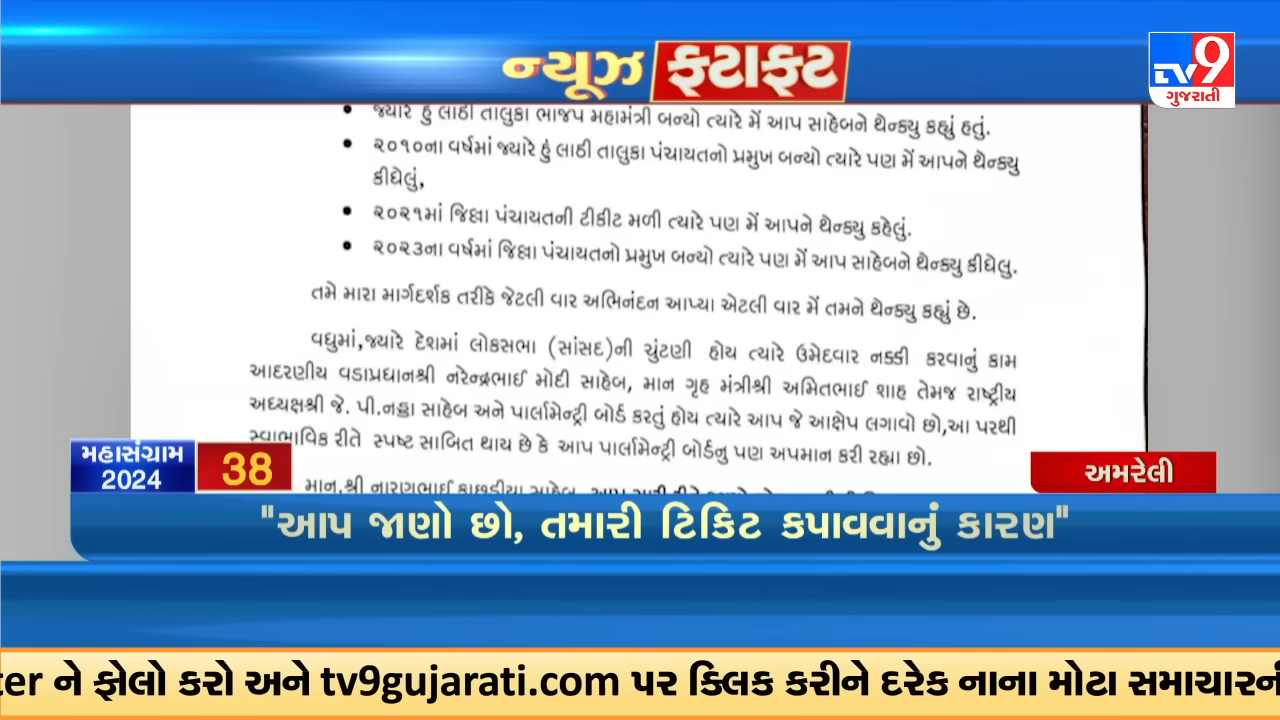 ન્યૂઝ ફટાફટ
TV9
ગુજરાતી
• જ્યારે હું લાઠી તાલુકા ભાજપ મહામંત્રી બન્યો ત્યારે મેં આપ સાહેબને થેન્ક્યુ કહ્યું હતું.
• ૨૦૧૦ના વર્ષમાં જ્યારે હું લાઠી તાલુકા પંચાયતનો પ્રમુખ બન્યો ત્યારે પણ મેં આપને થેન્ક્યુ
કીધેલું,
• ૨૦૨૧માં જિલ્લા પંચાયતની ટીકીટ મળી ત્યારે પણ મેં આપને થેન્ક્યુ કહેલું.
• ૨૦૨૩ના વર્ષમાં જિલ્લા પંચાયતનો પ્રમુખ બન્યો ત્યારે પણ મેં આપ સાહેબને થેન્ક્યુ કીધેલુ.
તમે મારા માર્ગદર્શક તરીકે જેટલી વાર અભિનંદન આપ્યા એટલી વાર મેં તમને થેન્ક્યુ કહ્યું છે.
વધુમાં,જ્યારે દેશમાં લોકસભા (સાંસદ)ની ચુંટણી હોય ત્યારે ઉમેદવાર નક્કી કરવાનું કામ
આદરણીય વડાપ્રધાનશ્રી નરેન્દ્રભાઈ મોદી સાહેબ, માન ગૃહ મંત્રીશ્રી અમિતભાઈ શાહ તેમજ રાષ્ટ્રીય
અધ્યક્ષશ્રી જે. પી.નડ્ડા સાહેબ અને પાર્લામેન્ટ્રી બોર્ડ કરતું હોય ત્યારે આપ જે આક્ષેપ લગાવો છો,આ પરથી
સ્વાભાવિક રીતે સ્પષ્ટ સાબિત થાય છે કે આપ પાર્લામેન્ટ્રી બોર્ડનુ પણ અપમાન કરી રહ્યા છો.
માન.શ્રી નારણભાઈ કાછડીયા સાહેબ,
મહાસંગ્રામ
2024
38
અમરેલી
"આપ જાણો છો, તમારી ટિકિટ કપાવવાનું કારણ"
ter ને ફોલો કરો અને tv9gujarati.com પર ક્લિક કરીને દરેક નાના મોટા સમાચારની